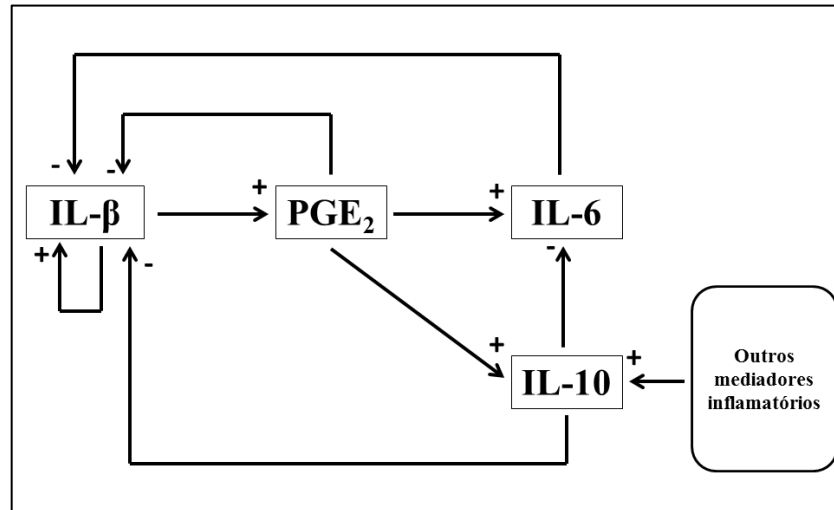 - -
+ +
IL-β PGE₂ IL-6
+ - -
+ +
IL-10
Outros
mediadores
inflamatórios